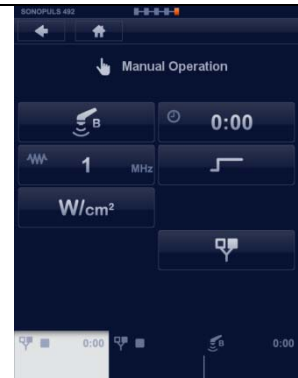 SONOPULS 492
Manual Operation
B
0:00
1 MHz
W/cm²
0:00
B 0:00